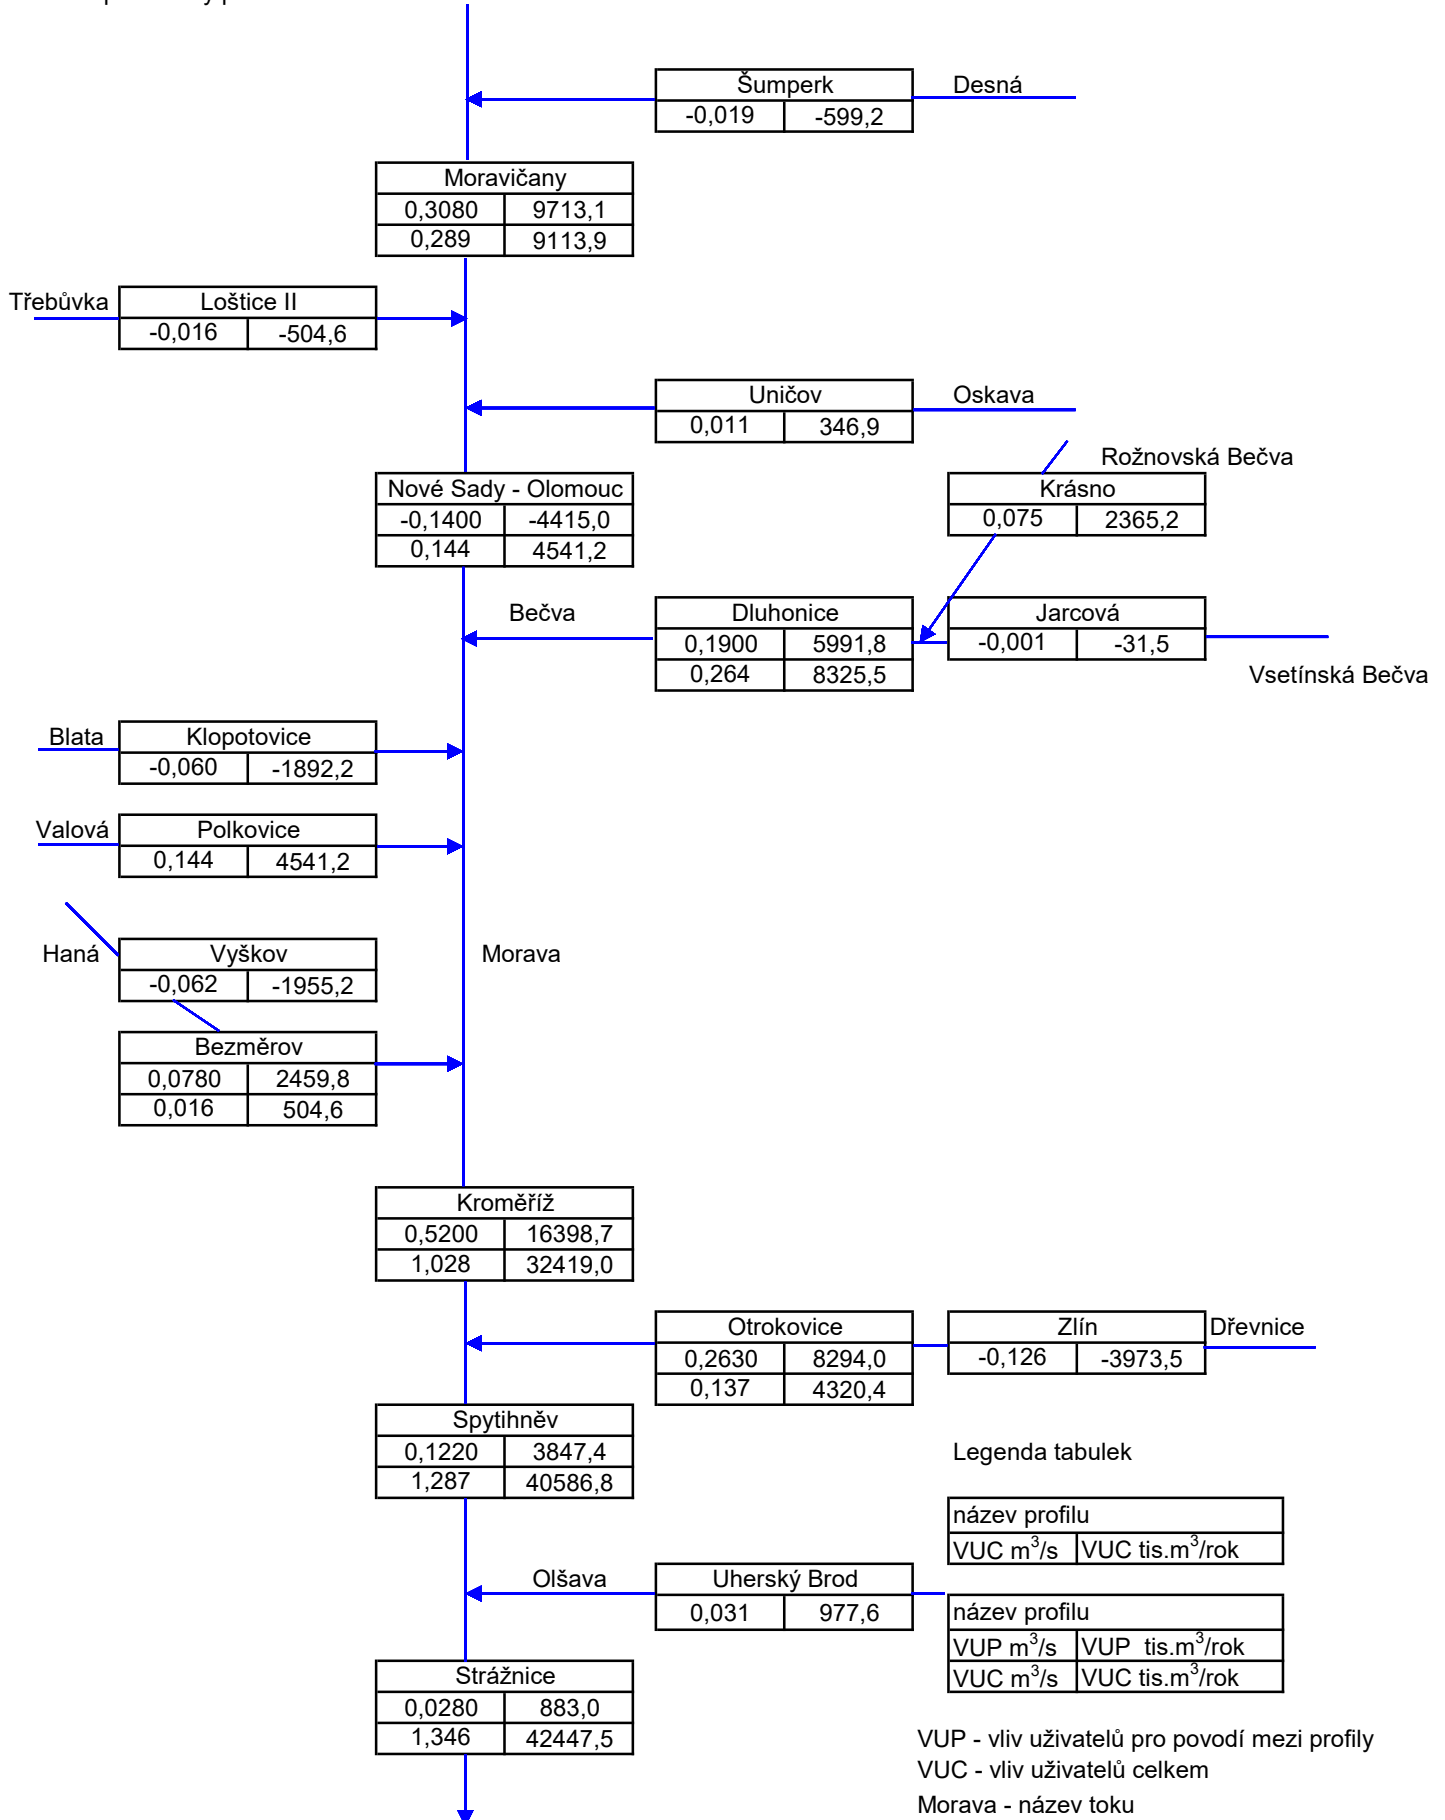 Šumperk Desná
-0,019 -599,2
Moravičany
0,3080 9713,1
0,289 9113,9
Třebůvka Loštice II
-0,016 -504,6
Uničov Oskava
0,011 346,9
Rožnovská Bečva
Nové Sady - Olomouc Krásno
-0,1400 -4415,0 0,075 2365,2
0,144 4541,2
Bečva Dluhonice Jarcová
0,1900 5991,8 -0,001 -31,5
0,264 8325,5 Vsetínská Bečva
Blata Klopotovice
-0,060 -1892,2
Valová Polkovice
0,144 4541,2
Haná Vyškov Morava
-0,062 -1955,2
Bezměrov
0,0780 2459,8
0,016 504,6
Kroměříž
0,5200 16398,7
1,028 32419,0
Otrokovice Zlín Dřevnice
0,2630 8294,0 -0,126 -3973,5
0,137 4320,4
Spytihněv
0,1220 3847,4 Legenda tabulek
1,287 40586,8
název profilu
VUC m³/s VUC tis.m³/rok
Olšava Uherský Brod
0,031 977,6 název profilu
VUP m³/s VUP tis.m³/rok
Strážnice VUC m³/s VUC tis.m³/rok
0,0280 883,0
1,346 42447,5 VUP - vliv uživatelů pro povodí mezi profily
VUC - vliv uživatelů celkem
Morava - název toku